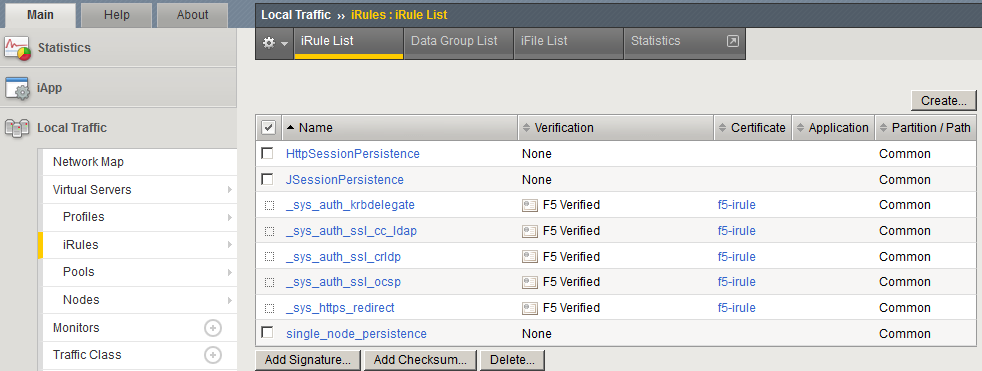 Main Help About
Statistics
iApp
Local Traffic
Network Map
Virtual Servers
Profiles
iRules
Pools
Nodes
Monitors
Traffic Class
Local Traffic ›› iRules : iRule List
iRule List Data Group List iFile List Statistics
Create...
Name Verification Certificate Application Partition / Path
HttpSessionPersistence None Common
JSessionPersistence None Common
_sys_auth_krbdelegate F5 Verified f5-irule Common
_sys_auth_ssl_cc_ldap F5 Verified f5-irule Common
_sys_auth_ssl_crldp F5 Verified f5-irule Common
_sys_auth_ssl_ocsp F5 Verified f5-irule Common
_sys_https_redirect F5 Verified f5-irule Common
single_node_persistence None Common
Add Signature... Add Checksum... Delete...